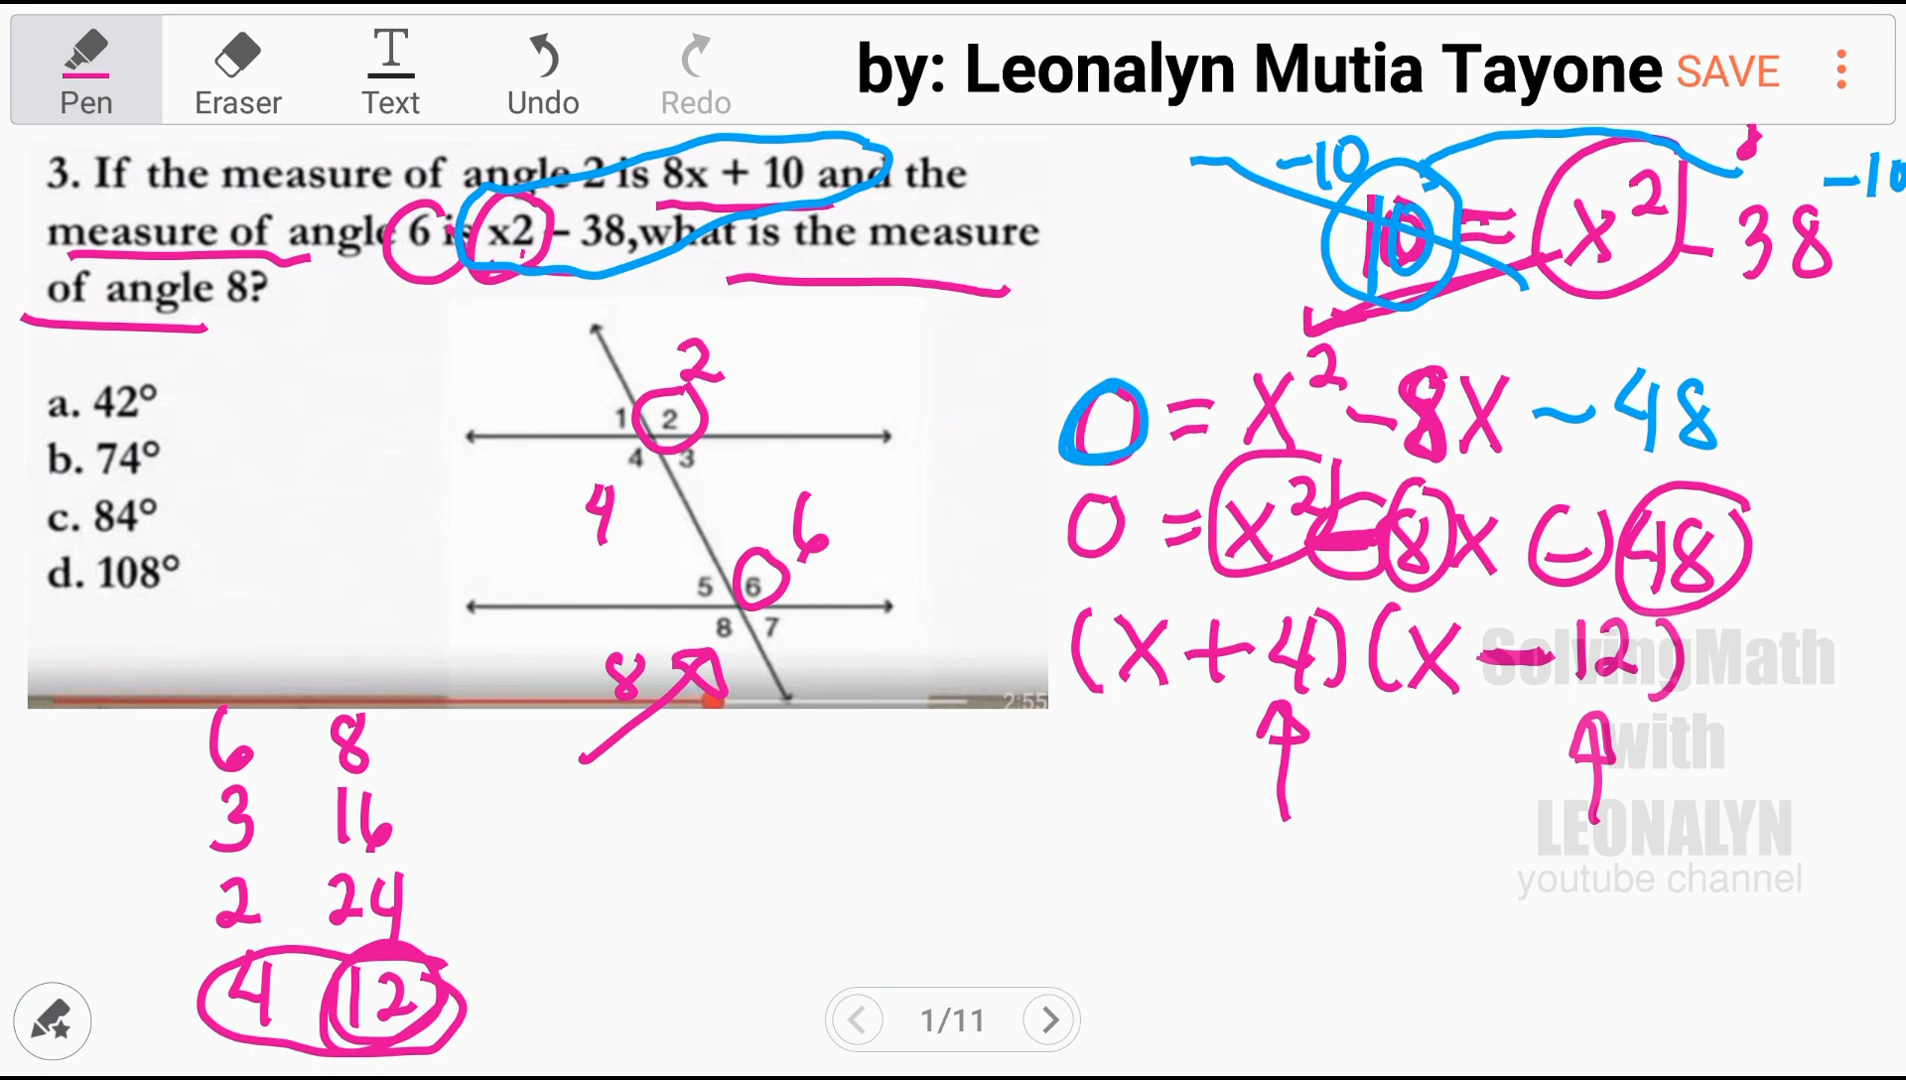 Pen
Eraser
Text
Undo
Redo
by: Leonalyn Mutia Tayone
SAVE
3. If the measure of angle 2 is 8x + 10 and the
measure of angle 6 is x2 – 38,what is the measure
of angle 8?
a. 42°
b. 74°
c. 84°
d. 108°
2
1 2
4 3
4
6
5 6
8 7
8
2:55
-10
-10
10 = x² - 38
0 = x² - 8x - 48
0 = x² - 8x - 48
(x + 4)(x - 12)
SolvingMath
with
LEONALYN
youtube channel
6 8
3 16
2 24
4 12
1/11